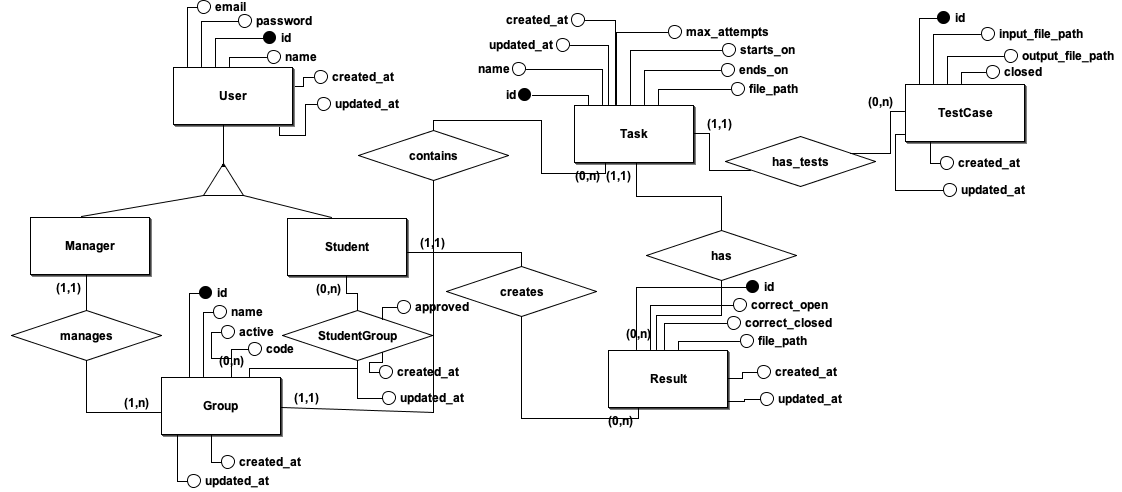 email
password
id
name
created_at
updated_at
User
created_at
updated_at
name
id
max_attempts
starts_on
ends_on
file_path
Task
id
input_file_path
output_file_path
closed
TestCase
created_at
updated_at
(0,n)
(1,1)
has_tests
contains
(0,n)
(1,1)
Manager
Student
(1,1)
has
(1,1)
(0,n)
creates
id
name
active
code
(0,n)
manages
StudentGroup
approved
created_at
updated_at
id
correct_open
correct_closed
file_path
(0,n)
Result
created_at
updated_at
(0,n)
(1,n)
Group
(1,1)
created_at
updated_at